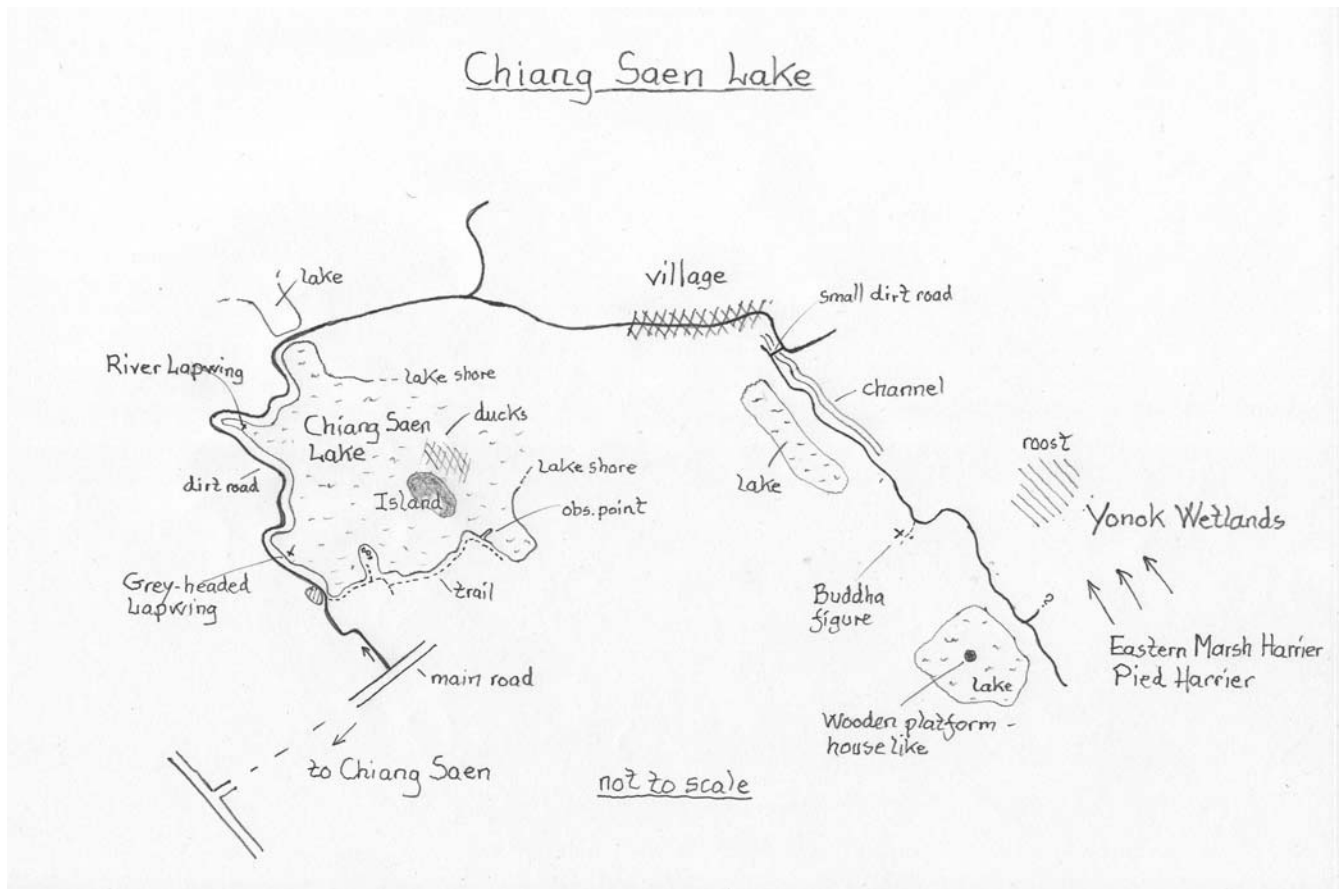 Chiang Saen Lake
lake
village
small dirt road
River Lapwing
lake shore
channel
ducks
Chiang Saen
Lake
roost
lake shore
dirt road
lake
Island
obs. point
Yonok Wetlands
Grey-headed
Lapwing
trail
Buddha
figure
?
Eastern Marsh Harrier
Pied Harrier
main road
lake
Wooden platform -
house like
to Chiang Saen
not to scale